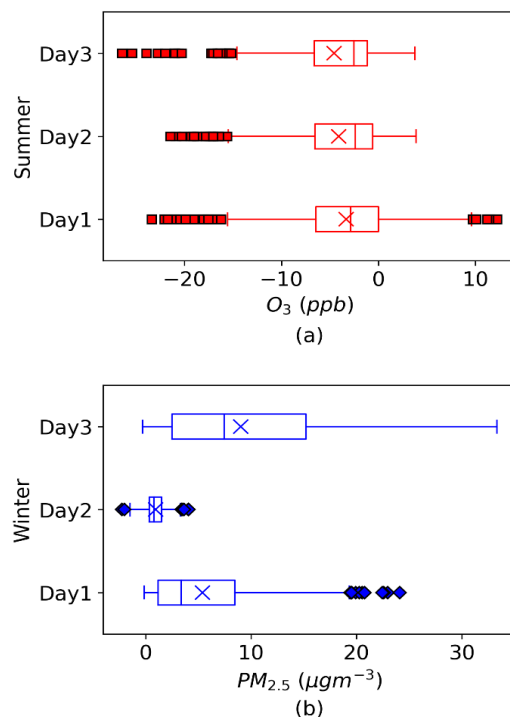 Summer
Day3
Day2
Day1
−20 −10 0 10
O₃ (ppb)
(a)
Winter
Day3
Day2
Day1
0 10 20 30
PM₂.₅ (μgm⁻³)
(b)